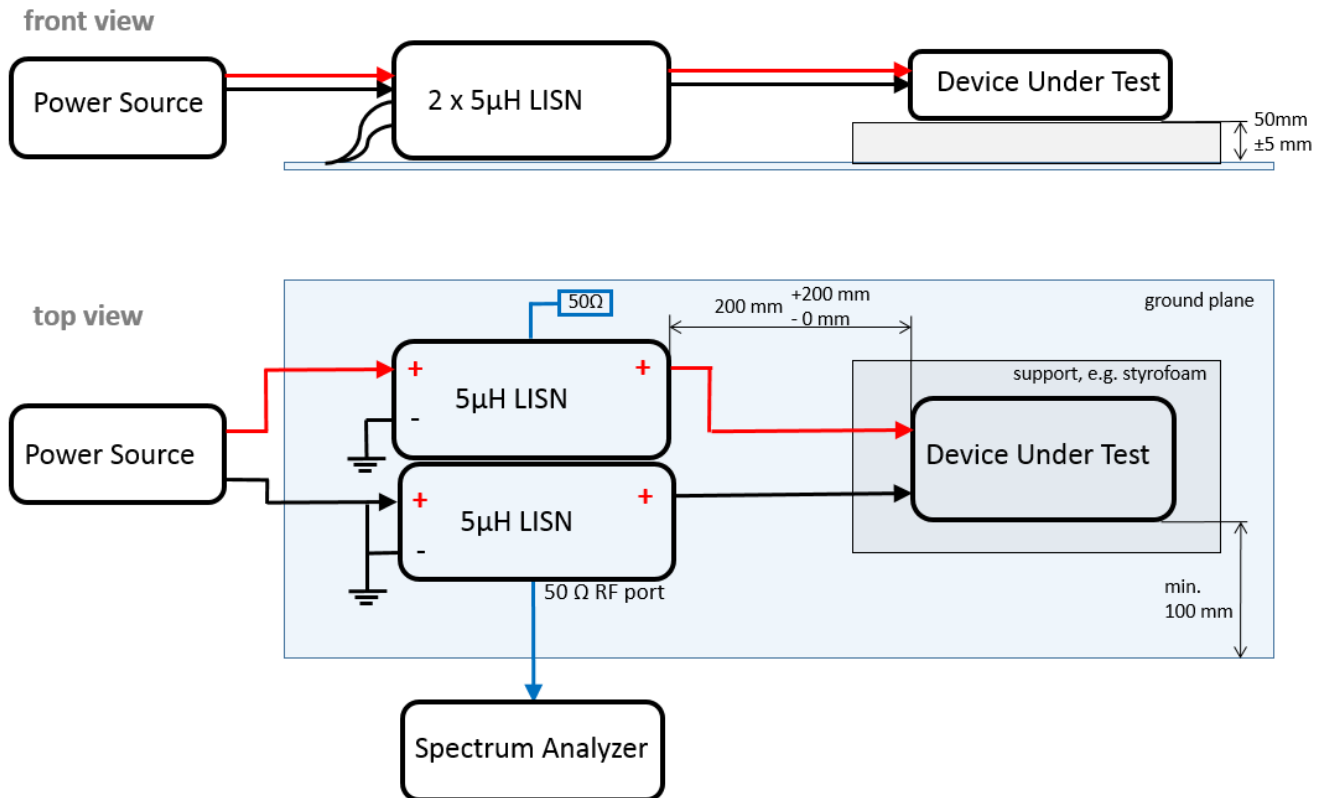 front view
Power Source
2 x 5µH LISN
Device Under Test
50mm
±5 mm
top view
50Ω
200 mm
+200 mm
- 0 mm
ground plane
+
5µH LISN
+
-
support, e.g. styrofoam
Power Source
Device Under Test
+
5µH LISN
+
-
50 Ω RF port
min.
100 mm
Spectrum Analyzer